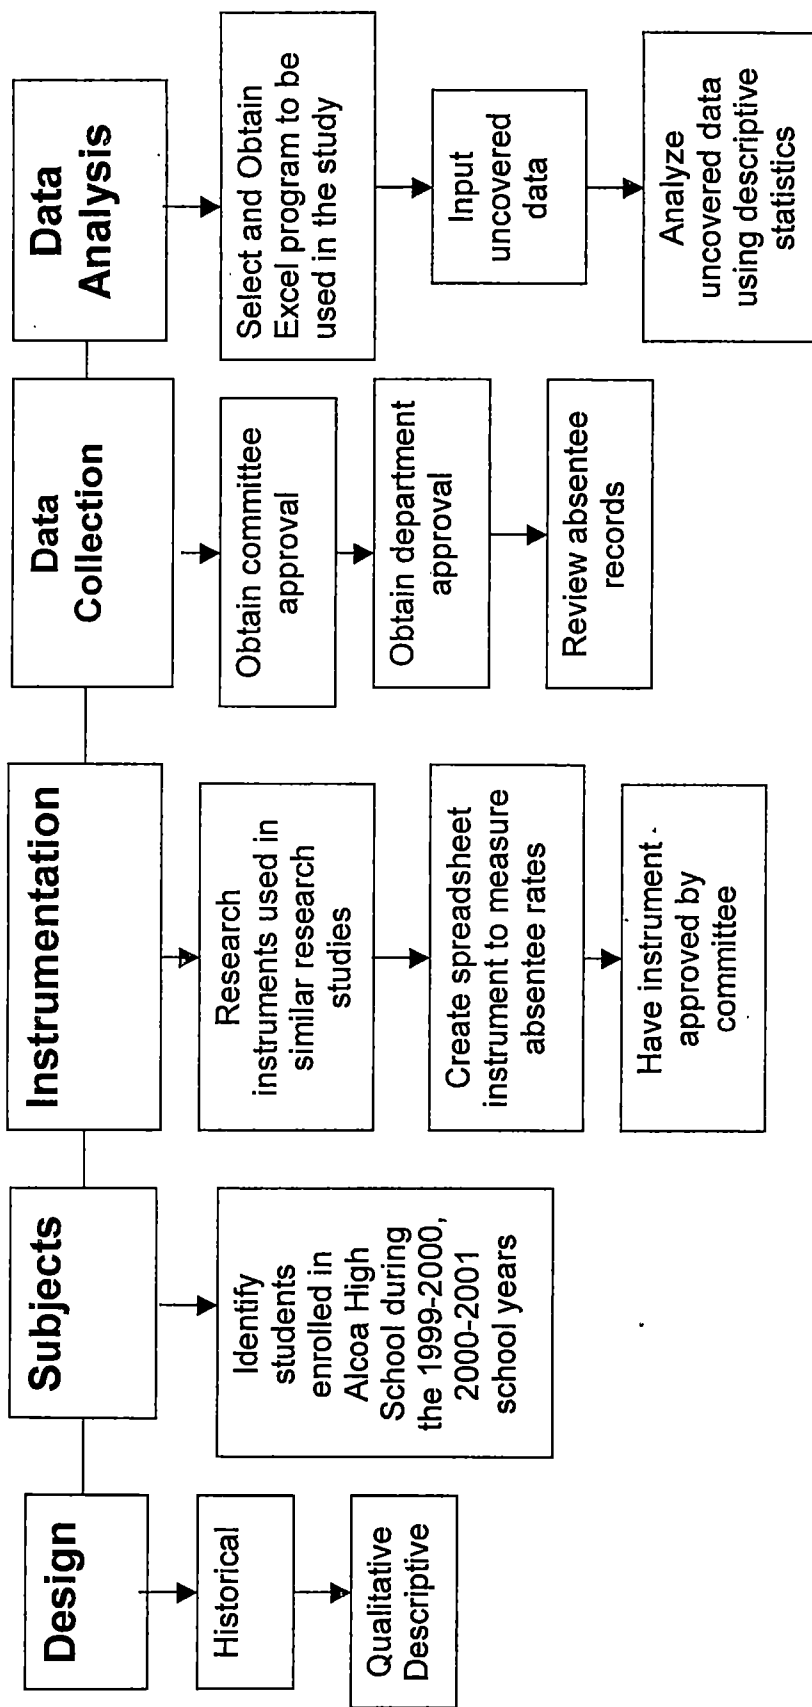 Design
Historical
Qualitative
Descriptive
Subjects
Identify
students
enrolled in
Alcoa High
School during
the 1999-2000,
2000-2001
school years
Instrumentation
Research
instruments used in
similar research
studies
Create spreadsheet
instrument to measure
absentee rates
Have instrument
approved by
committee
Data
Collection
Obtain committee
approval
Obtain department
approval
Review absentee
records
Data
Analysis
Select and Obtain
Excel program to be
used in the study
Input
uncovered
data
Analyze
uncovered data
using descriptive
statistics